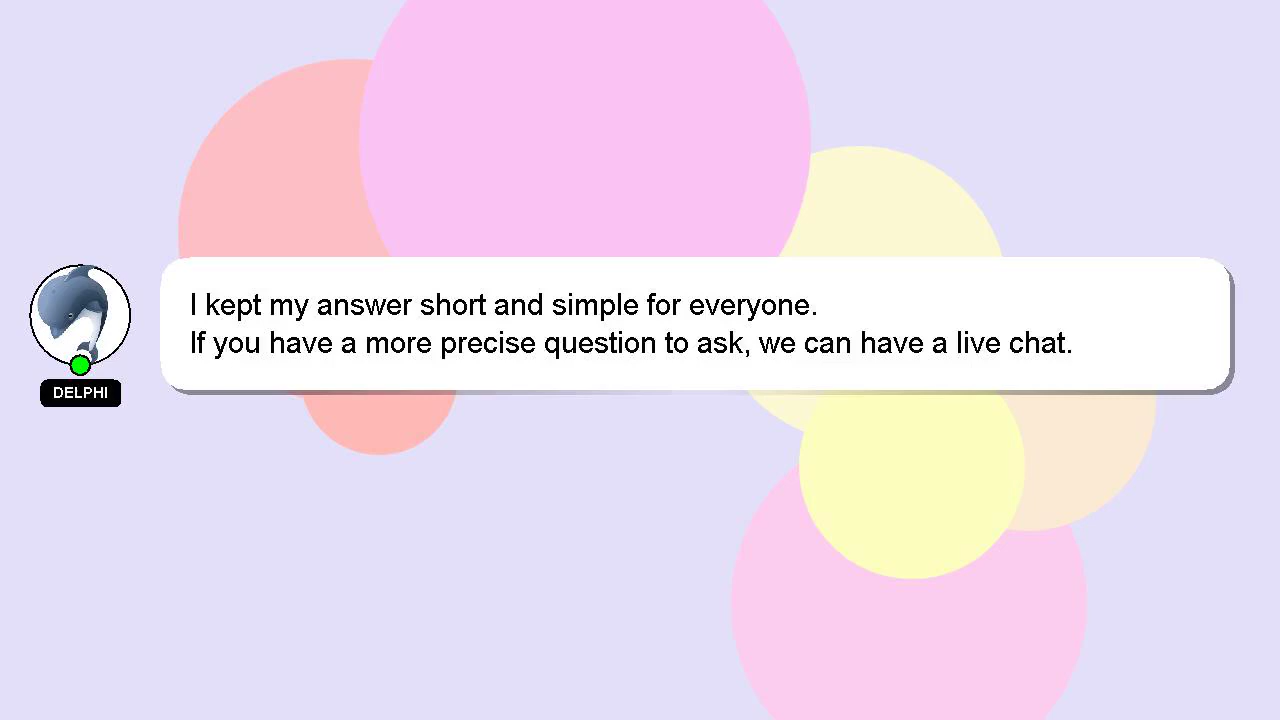 I kept my answer short and simple for everyone.
If you have a more precise question to ask, we can have a live chat.
DELPHI